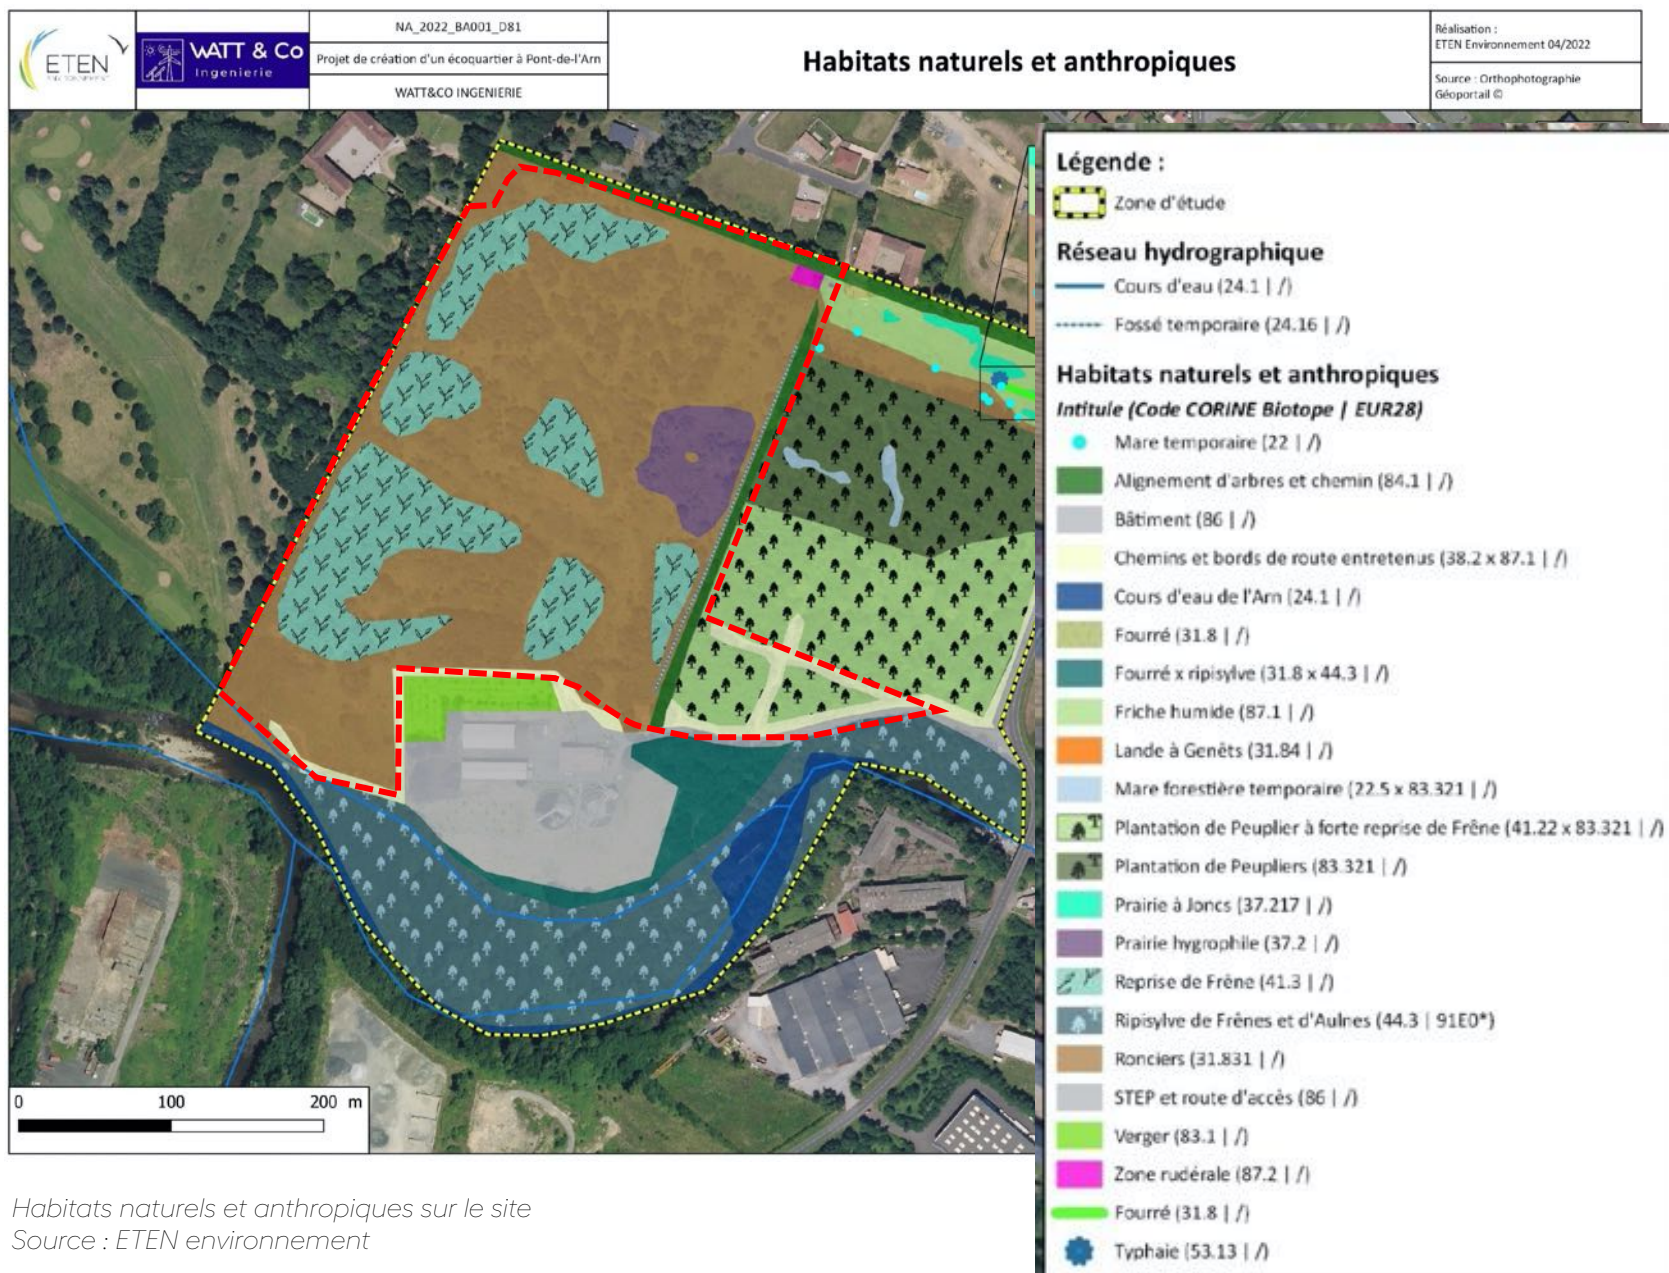 ETEN
WATT & Co
Ingenierie
NA_2022_BA001_D81
Projet de création d'un écoquartier à Pont-de-l'Arn
WATT&CO INGENIERIE
Habitats naturels et anthropiques
Réalisation :
ETEN Environnement 04/2022
Source : Orthophotographie
Géoportail ©
Légende :
Zone d'étude
Réseau hydrographique
Cours d'eau (24.1 | /)
Fossé temporaire (24.16 | /)
Habitats naturels et anthropiques
Intitule (Code CORINE Biotope | EUR28)
Mare temporaire (22 | /)
Alignement d'arbres et chemin (84.1 | /)
Bâtiment (86 | /)
Chemins et bords de route entretenus (38.2 x 87.1 | /)
Cours d'eau de l'Arn (24.1 | /)
Fourré (31.8 | /)
Fourré x ripisylve (31.8 x 44.3 | /)
Friche humide (87.1 | /)
Lande à Genêts (31.84 | /)
Mare forestière temporaire (22.5 x 83.321 | /)
Plantation de Peuplier à forte reprise de Frêne (41.22 x 83.321 | /)
Plantation de Peupliers (83.321 | /)
Prairie à Joncs (37.217 | /)
Prairie hygrophile (37.2 | /)
Reprise de Frêne (41.3 | /)
Ripisylve de Frênes et d'Aulnes (44.3 | 91E0*)
Ronciers (31.831 | /)
STEP et route d'accès (86 | /)
Verger (83.1 | /)
Zone rudérale (87.2 | /)
Fourré (31.8 | /)
Typhaie (53.13 | /)
0 100 200 m
Habitats naturels et anthropiques sur le site
Source : ETEN environnement